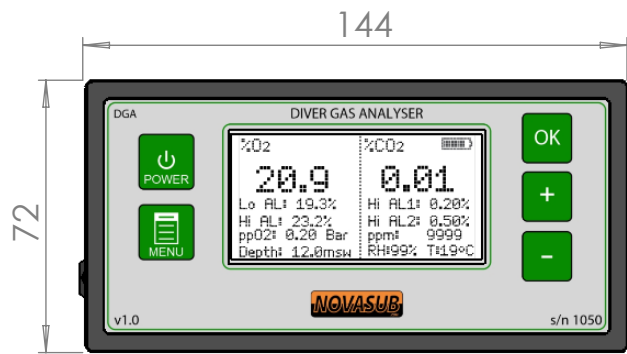 144
72
DGA
DIVER GAS ANALYSER
POWER
MENU
%O2
20.9
Lo AL: 19.3%
Hi AL: 23.2%
ppO2: 0.20 Bar
Depth: 12.0msw
%CO2
0.01
Hi AL1: 0.20%
Hi AL2: 0.50%
ppm: 9999
RH:99% T:19ºC
OK
+
-
NOVASUB
v1.0
s/n 1050